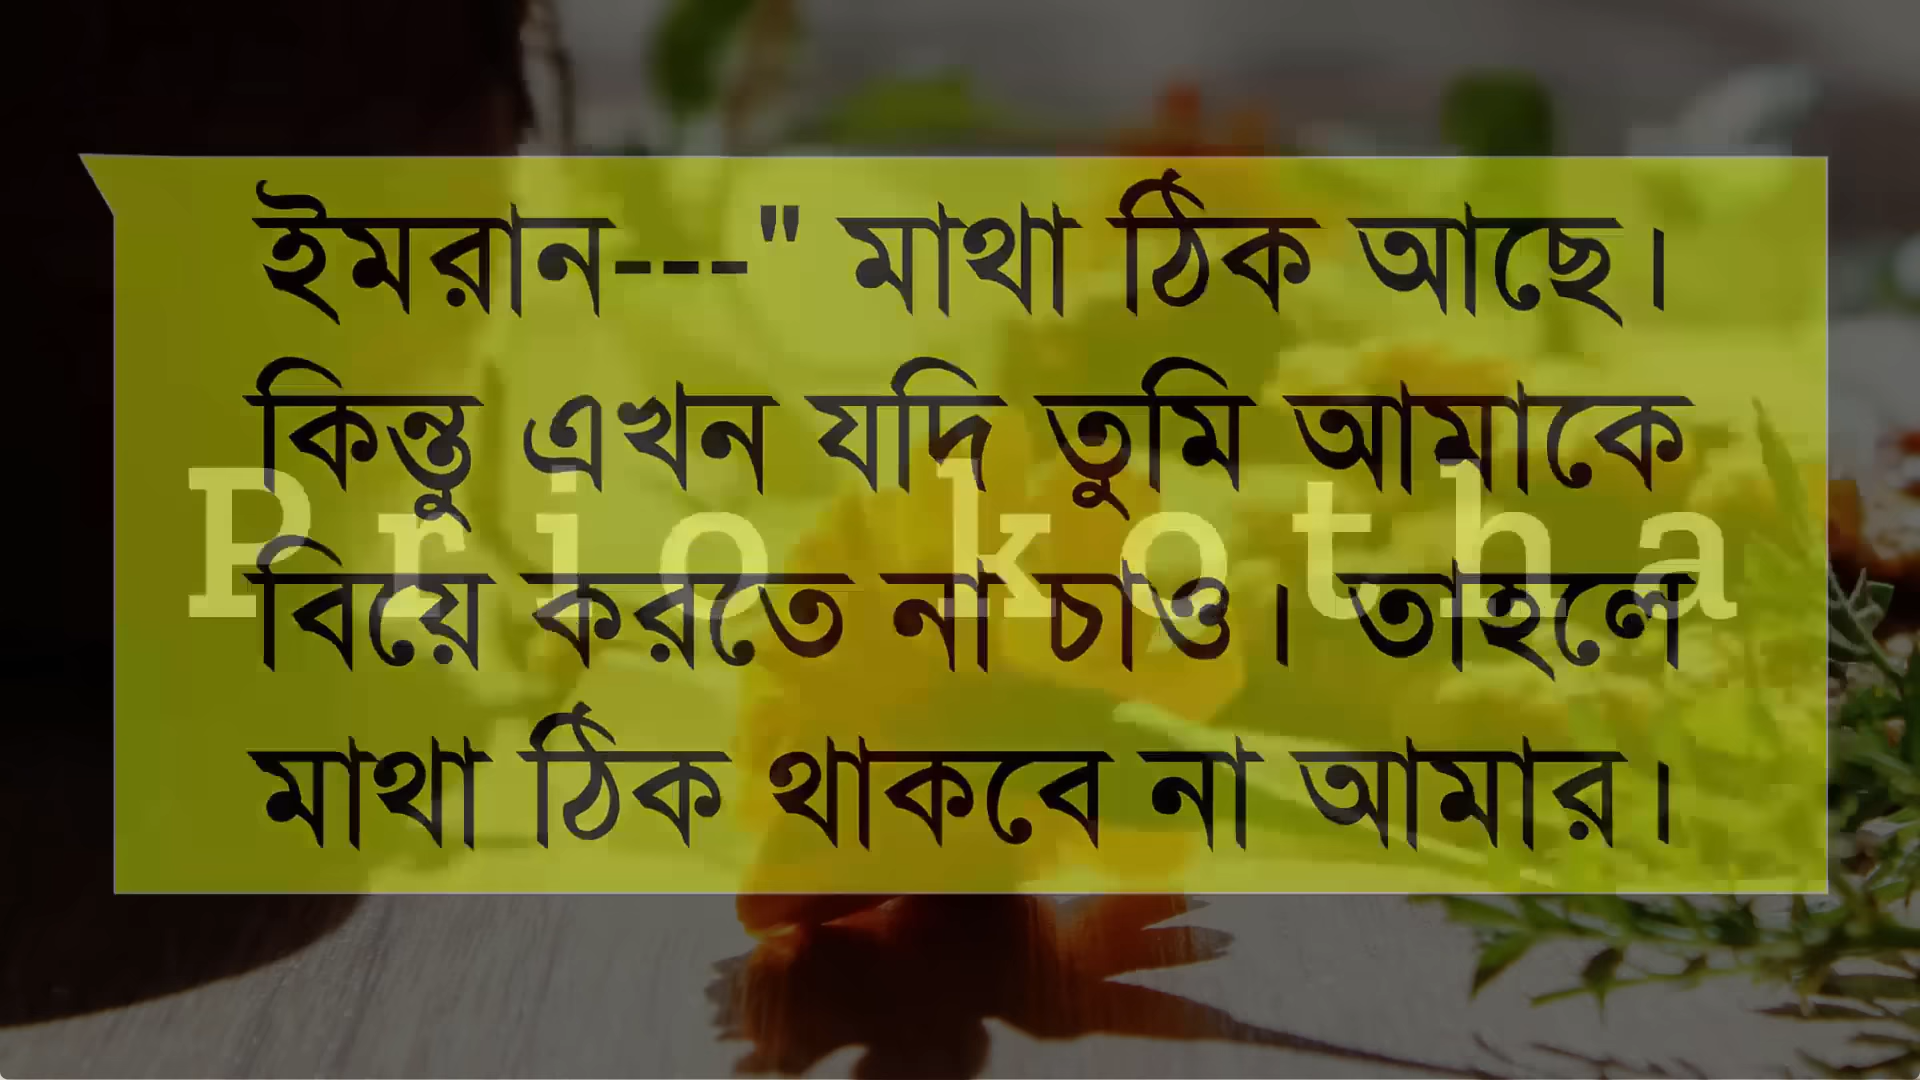 ইমরান---" মাথা ঠিক আছে।
কিন্তু এখন যদি তুমি আমাকে
Prio kotha
বিয়ে করতে না চাও। তাহলে
মাথা ঠিক থাকবে না আমার।